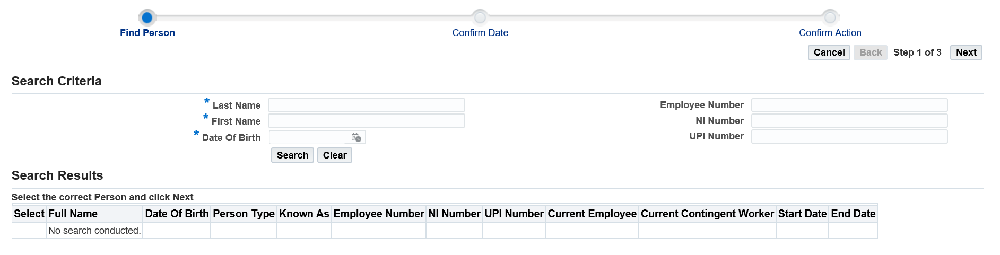 Find Person
Confirm Date
Confirm Action
Cancel Back Step 1 of 3 Next
Search Criteria
* Last Name
* First Name
* Date Of Birth
Employee Number
NI Number
UPI Number
Search Clear
Search Results
Select the correct Person and click Next
Select Full Name Date Of Birth Person Type Known As Employee Number NI Number UPI Number Current Employee Current Contingent Worker Start Date End Date
No search conducted.